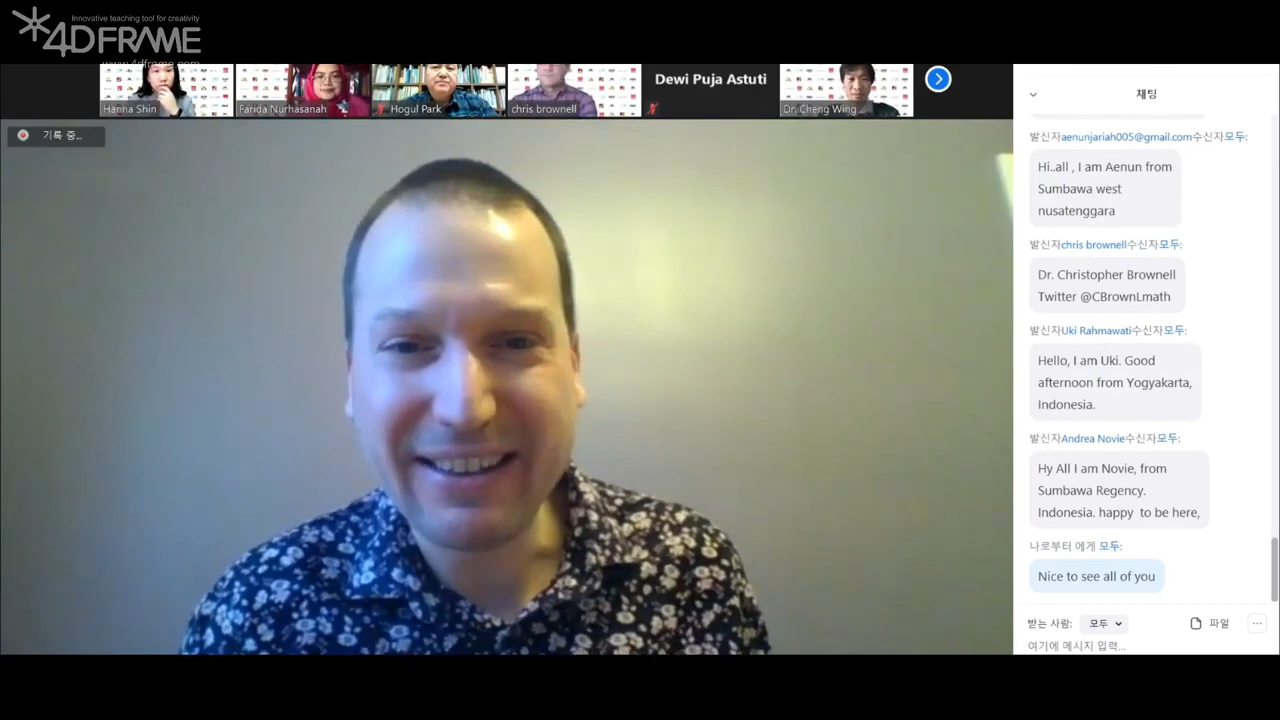 Innovative teaching tool for creativity
4DFRAME
www.4dframe.com
Hanna Shin
Farida Nurhasanah
Hogul Park
chris brownell
Dewi Puja Astuti
Dr. Cheng Wing ...
기록 중...
채팅
발신자aenunjariah005@gmail.com수신자모두:
Hi..all , I am Aenun from
Sumbawa west
nusatenggara
발신자chris brownell수신자모두:
Dr. Christopher Brownell
Twitter @CBrownLmath
발신자Uki Rahmawati수신자모두:
Hello, I am Uki. Good
afternoon from Yogyakarta,
Indonesia.
발신자Andrea Novie수신자모두:
Hy All I am Novie, from
Sumbawa Regency.
Indonesia. happy to be here,
나로부터 에게 모두:
Nice to see all of you
받는 사람: 모두
파일
여기에 메시지 입력...